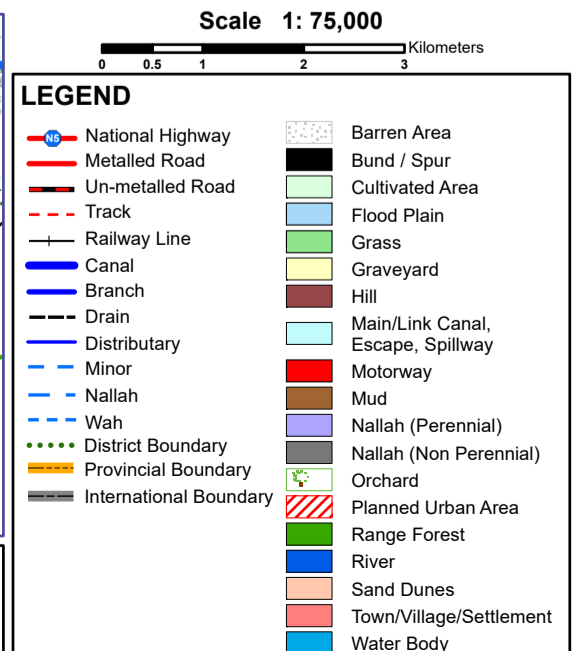 Scale 1: 75,000
Kilometers
0 0.5 1 2 3
LEGEND
N5 National Highway
Metalled Road
Un-metalled Road
Track
Railway Line
Canal
Branch
Drain
Distributary
Minor
Nallah
Wah
District Boundary
Provincial Boundary
International Boundary
Barren Area
Bund / Spur
Cultivated Area
Flood Plain
Grass
Graveyard
Hill
Main/Link Canal,
Escape, Spillway
Motorway
Mud
Nallah (Perennial)
Nallah (Non Perennial)
Orchard
Planned Urban Area
Range Forest
River
Sand Dunes
Town/Village/Settlement
Water Body